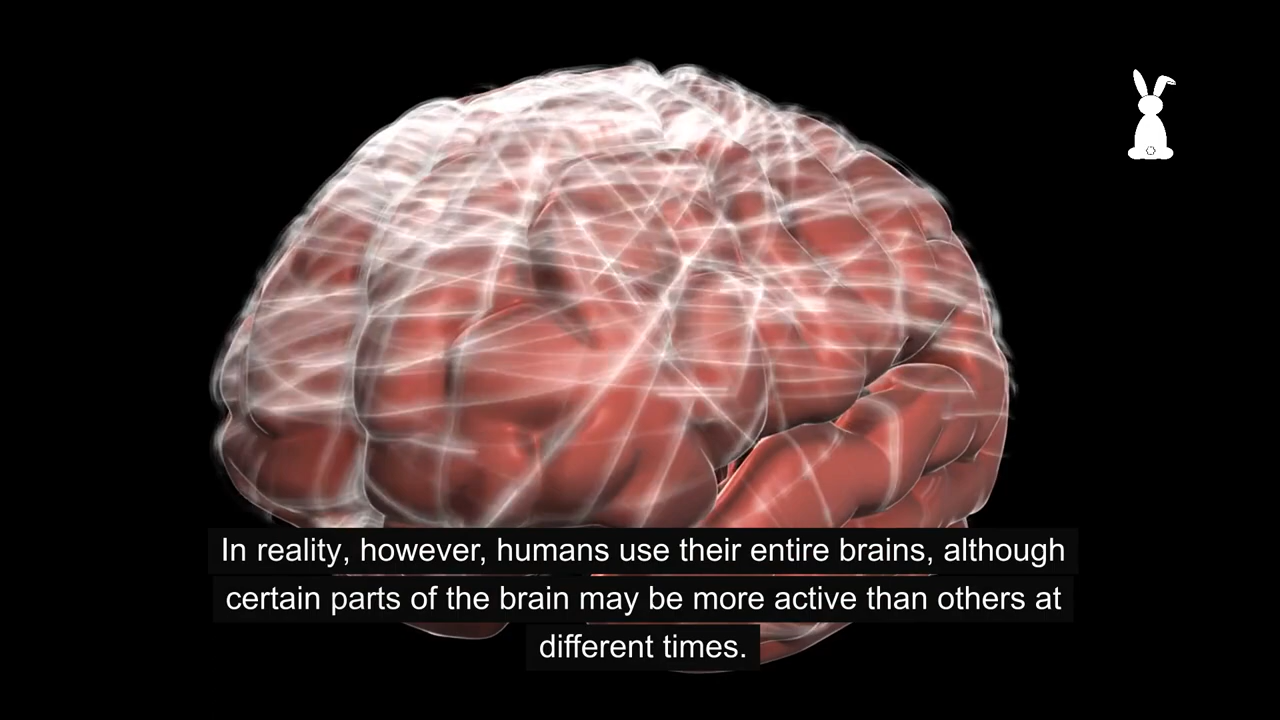 In reality, however, humans use their entire brains, although
certain parts of the brain may be more active than others at
different times.